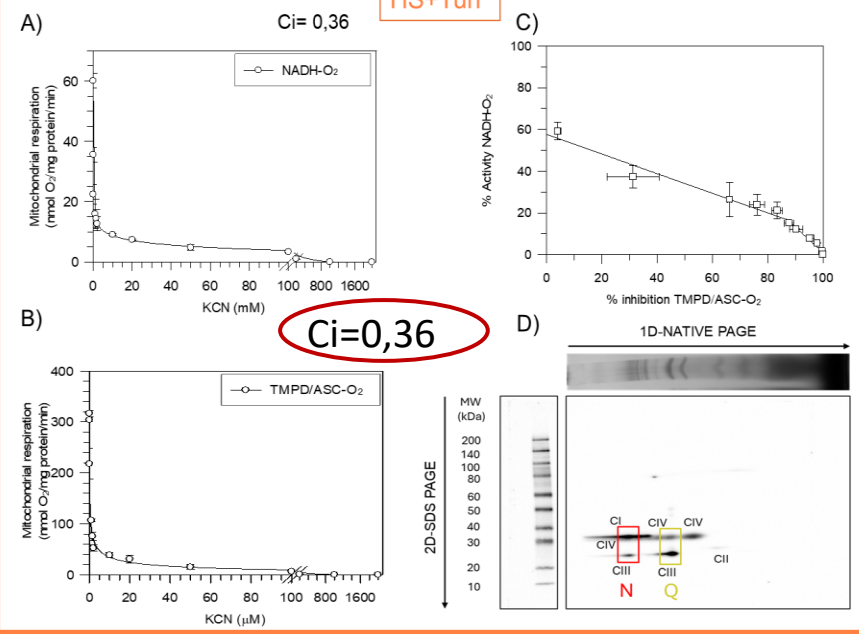 HS+run
A)
Ci= 0,36
C)
Mitochondrial respiration
(nmol O₂/mg protein/min)
NADH-O₂
60
40
20
0
0 20 40 60 80 100 100 800 1600
KCN (mM)
% Activity NADH-O₂
100
80
60
40
20
0
0 20 40 60 80 100
% inhibition TMPD/ASC-O₂
B)
Ci=0,36
D)
Mitochondrial respiration
(nmol O₂/mg protein/min)
TMPD/ASC-O₂
400
300
200
100
0
0 20 40 60 80 100 100 800 1600
KCN (µM)
1D-NATIVE PAGE
2D-SDS PAGE
MW
(kDa)
200
140
100
80
60
50
40
30
20
10
CI CIV CIV
CIV
CIII CIII CII
N Q